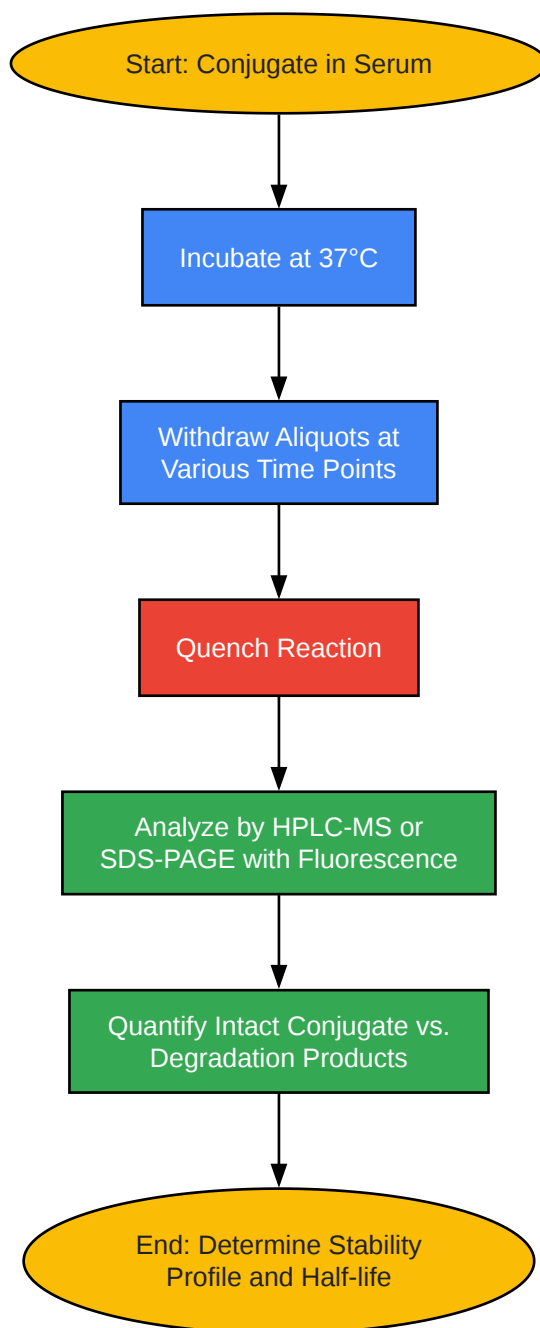 Start: Conjugate in Serum
Incubate at 37°C
Withdraw Aliquots at
Various Time Points
Quench Reaction
Analyze by HPLC-MS or
SDS-PAGE with Fluorescence
Quantify Intact Conjugate vs.
Degradation Products
End: Determine Stability
Profile and Half-life